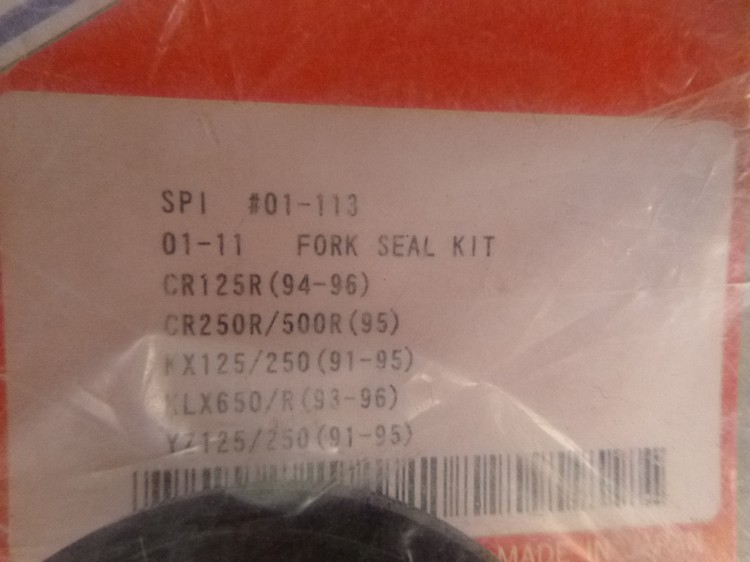 SPI #01-113
01-11 FORK SEAL KIT
CR125R(94-96)
CR250R/500R(95)
KX125/250(91-95)
KLX650/R(93-96)
YZ125/250(91-95)
MADE IN JAPAN